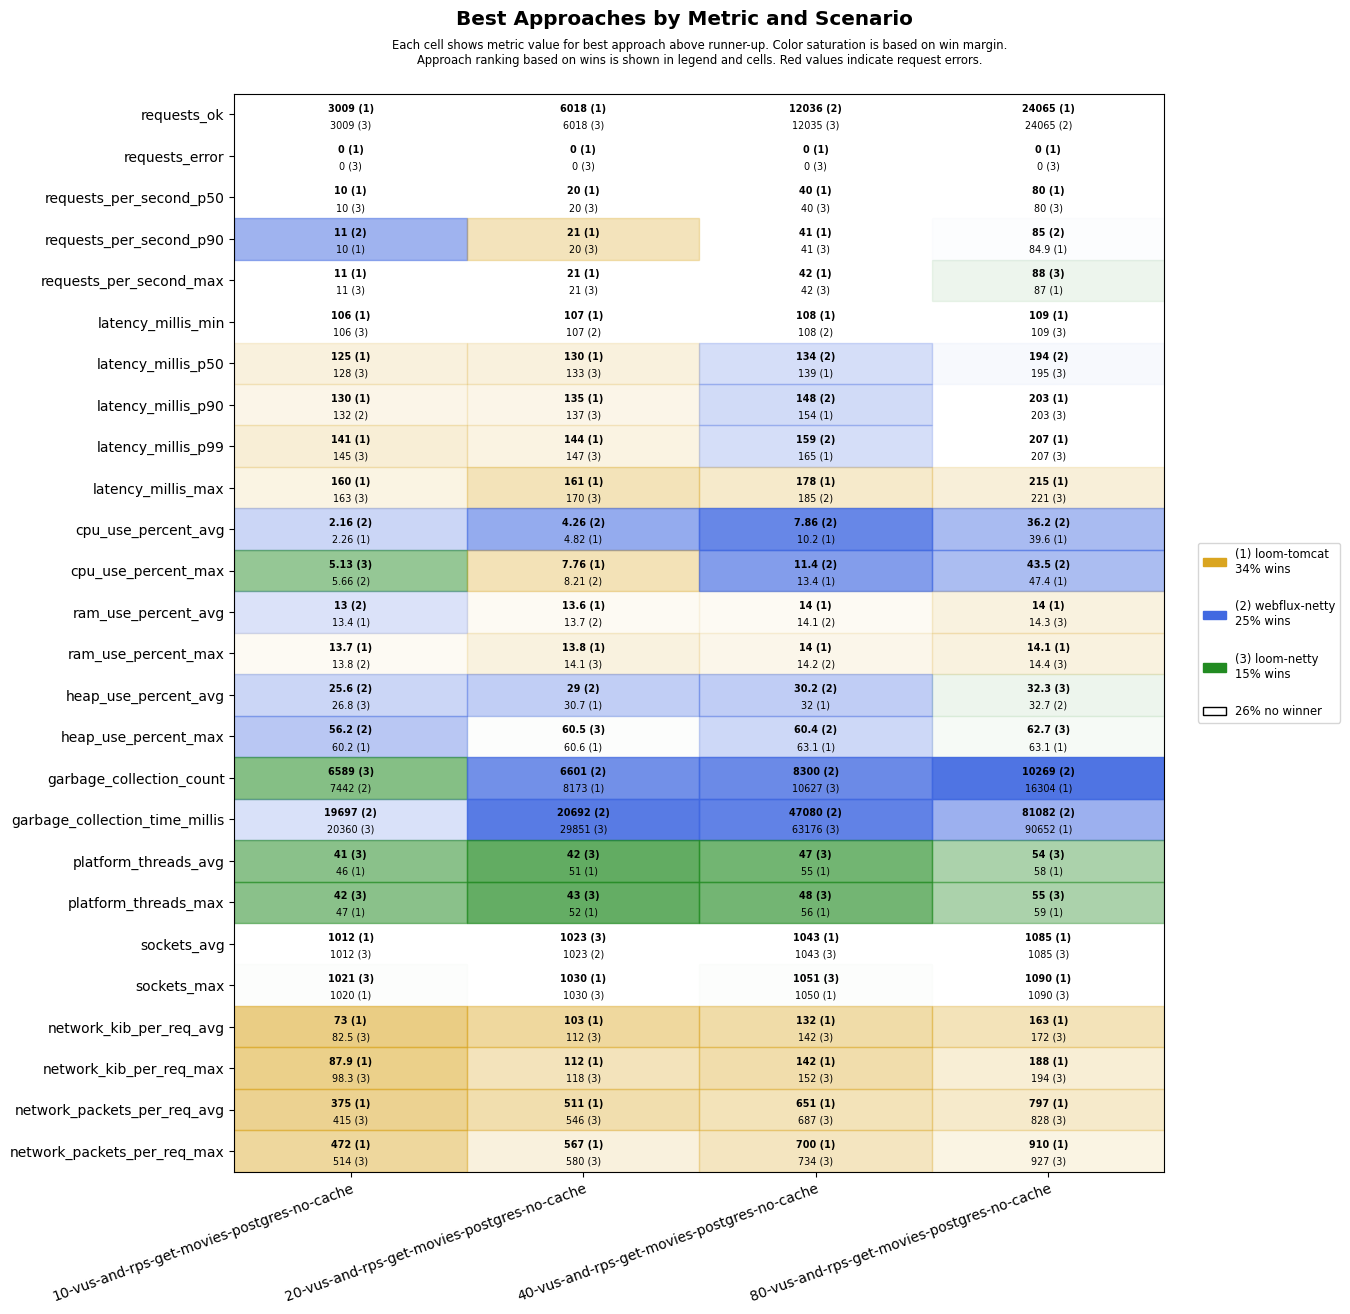 Best Approaches by Metric and Scenario
Each cell shows metric value for best approach above runner-up. Color saturation is based on win margin.
Approach ranking based on wins is shown in legend and cells. Red values indicate request errors.
requests_ok
3009 (1) 6018 (1) 12036 (2) 24065 (1)
3009 (3) 6018 (3) 12035 (3) 24065 (2)
requests_error
0 (1) 0 (1) 0 (1) 0 (1)
0 (3) 0 (3) 0 (3) 0 (3)
requests_per_second_p50
10 (1) 20 (1) 40 (1) 80 (1)
10 (3) 20 (3) 40 (3) 80 (3)
requests_per_second_p90
11 (2) 21 (1) 41 (1) 85 (2)
10 (1) 20 (3) 41 (3) 84.9 (1)
requests_per_second_max
11 (1) 21 (1) 42 (1) 88 (3)
11 (3) 21 (3) 42 (3) 87 (1)
latency_millis_min
106 (1) 107 (1) 108 (1) 109 (1)
106 (3) 107 (2) 108 (2) 109 (3)
latency_millis_p50
125 (1) 130 (1) 134 (2) 194 (2)
128 (3) 133 (3) 139 (1) 195 (3)
latency_millis_p90
130 (1) 135 (1) 148 (2) 203 (1)
132 (2) 137 (3) 154 (1) 203 (3)
latency_millis_p99
141 (1) 144 (1) 159 (2) 207 (1)
145 (3) 147 (3) 165 (1) 207 (3)
latency_millis_max
160 (1) 161 (1) 178 (1) 215 (1)
163 (3) 170 (3) 185 (2) 221 (3)
cpu_use_percent_avg
2.16 (2) 4.26 (2) 7.86 (2) 36.2 (2)
2.26 (1) 4.82 (1) 10.2 (1) 39.6 (1)
cpu_use_percent_max
5.13 (3) 7.76 (1) 11.4 (2) 43.5 (2)
5.66 (2) 8.21 (2) 13.4 (1) 47.4 (1)
ram_use_percent_avg
13 (2) 13.6 (1) 14 (1) 14 (1)
13.4 (1) 13.7 (2) 14.1 (2) 14.3 (3)
ram_use_percent_max
13.7 (1) 13.8 (1) 14 (1) 14.1 (1)
13.8 (2) 14.1 (3) 14.2 (2) 14.4 (3)
heap_use_percent_avg
25.6 (2) 29 (2) 30.2 (2) 32.3 (3)
26.8 (3) 30.7 (1) 32 (1) 32.7 (2)
heap_use_percent_max
56.2 (2) 60.5 (3) 60.4 (2) 62.7 (3)
60.2 (1) 60.6 (1) 63.1 (1) 63.1 (1)
garbage_collection_count
6589 (3) 6601 (2) 8300 (2) 10269 (2)
7442 (2) 8173 (1) 10627 (3) 16304 (1)
garbage_collection_time_millis
19697 (2) 20692 (2) 47080 (2) 81082 (2)
20360 (3) 29851 (3) 63176 (3) 90652 (1)
platform_threads_avg
41 (3) 42 (3) 47 (3) 54 (3)
46 (1) 51 (1) 55 (1) 58 (1)
platform_threads_max
42 (3) 43 (3) 48 (3) 55 (3)
47 (1) 52 (1) 56 (1) 59 (1)
sockets_avg
1012 (1) 1023 (3) 1043 (1) 1085 (1)
1012 (3) 1023 (2) 1043 (3) 1085 (3)
sockets_max
1021 (3) 1030 (1) 1051 (3) 1090 (1)
1020 (1) 1030 (3) 1050 (1) 1090 (3)
network_kib_per_req_avg
73 (1) 103 (1) 132 (1) 163 (1)
82.5 (3) 112 (3) 142 (3) 172 (3)
network_kib_per_req_max
87.9 (1) 112 (1) 142 (1) 188 (1)
98.3 (3) 118 (3) 152 (3) 194 (3)
network_packets_per_req_avg
375 (1) 511 (1) 651 (1) 797 (1)
415 (3) 546 (3) 687 (3) 828 (3)
network_packets_per_req_max
472 (1) 567 (1) 700 (1) 910 (1)
514 (3) 580 (3) 734 (3) 927 (3)
10-vus-and-rps-get-movies-postgres-no-cache
20-vus-and-rps-get-movies-postgres-no-cache
40-vus-and-rps-get-movies-postgres-no-cache
80-vus-and-rps-get-movies-postgres-no-cache
(1) loom-tomcat
34% wins
(2) webflux-netty
25% wins
(3) loom-netty
15% wins
26% no winner